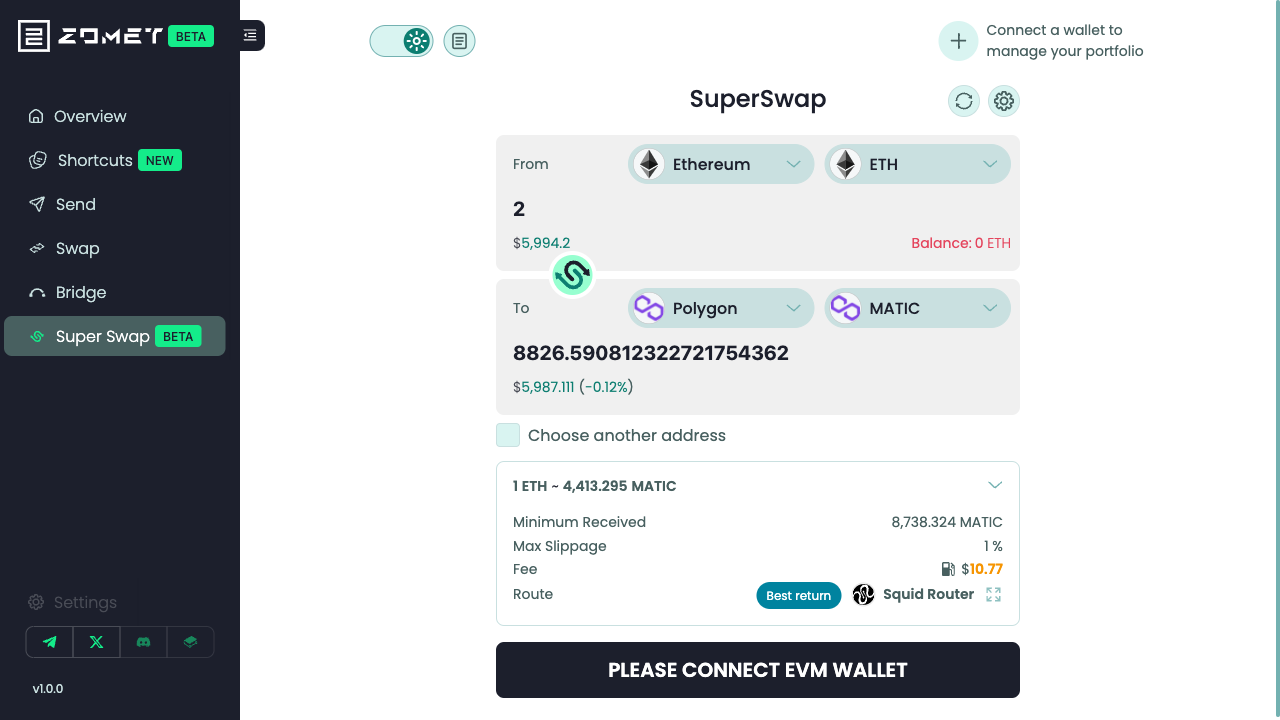 ZOMET BETA
Overview
Shortcuts NEW
Send
Swap
Bridge
Super Swap BETA
Settings
v1.0.0
Connect a wallet to
manage your portfolio
SuperSwap
From Ethereum ETH
2
$5,994.2 Balance: 0 ETH
To Polygon MATIC
8826.590812322721754362
$5,987.111 (-0.12%)
Choose another address
1 ETH ~ 4,413.295 MATIC
Minimum Received 8,738.324 MATIC
Max Slippage 1 %
Fee $10.77
Route Best return Squid Router
PLEASE CONNECT EVM WALLET